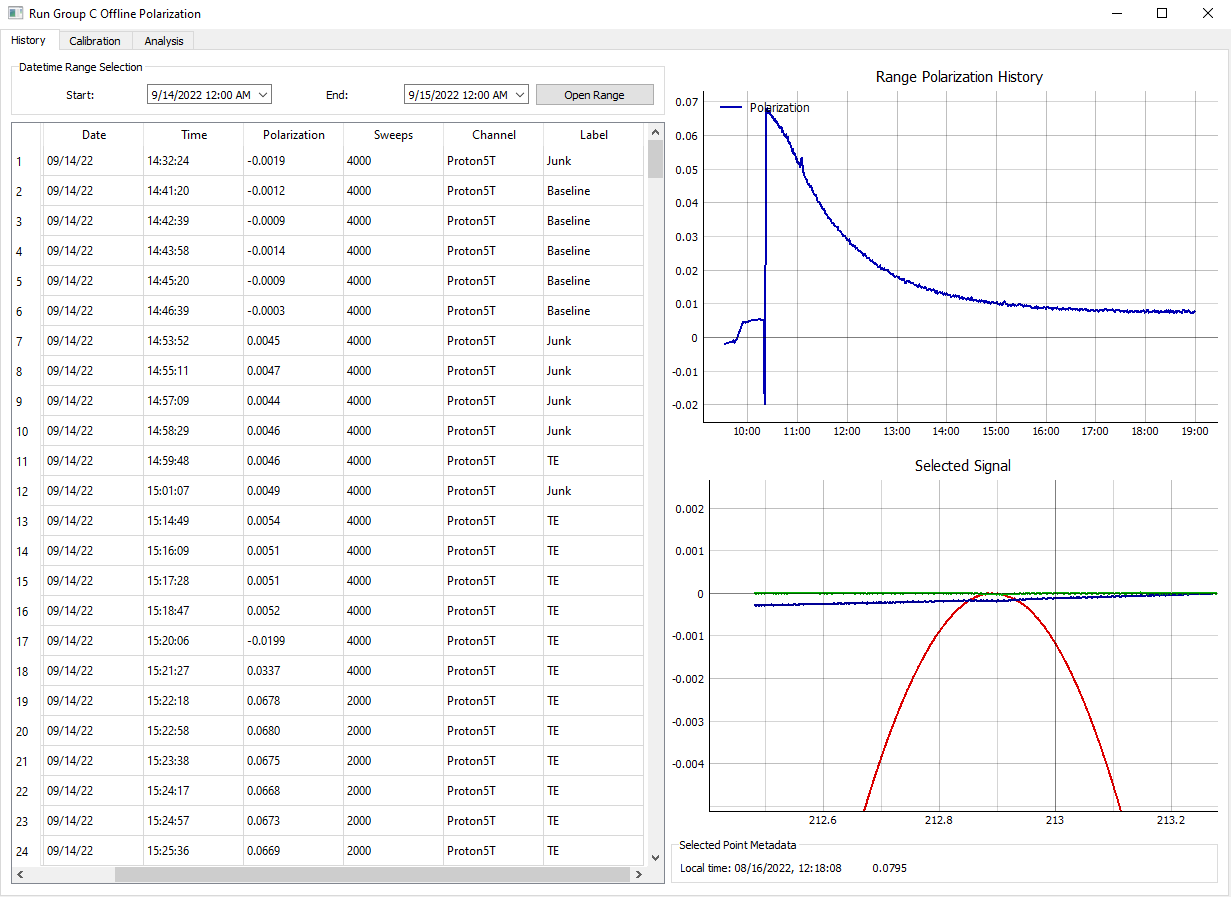 Run Group C Offline Polarization
History Calibration Analysis
Datetime Range Selection
Start: 9/14/2022 12:00 AM End: 9/15/2022 12:00 AM Open Range
Date Time Polarization Sweeps Channel Label
1 09/14/22 14:32:24 -0.0019 4000 Proton5T Junk
2 09/14/22 14:41:20 -0.0012 4000 Proton5T Baseline
3 09/14/22 14:42:39 -0.0009 4000 Proton5T Baseline
4 09/14/22 14:43:58 -0.0014 4000 Proton5T Baseline
5 09/14/22 14:45:20 -0.0009 4000 Proton5T Baseline
6 09/14/22 14:46:39 -0.0003 4000 Proton5T Baseline
7 09/14/22 14:53:52 0.0045 4000 Proton5T Junk
8 09/14/22 14:55:11 0.0047 4000 Proton5T Junk
9 09/14/22 14:57:09 0.0044 4000 Proton5T Junk
10 09/14/22 14:58:29 0.0046 4000 Proton5T Junk
11 09/14/22 14:59:48 0.0046 4000 Proton5T TE
12 09/14/22 15:01:07 0.0049 4000 Proton5T Junk
13 09/14/22 15:14:49 0.0054 4000 Proton5T TE
14 09/14/22 15:16:09 0.0051 4000 Proton5T TE
15 09/14/22 15:17:28 0.0051 4000 Proton5T TE
16 09/14/22 15:18:47 0.0052 4000 Proton5T TE
17 09/14/22 15:20:06 -0.0199 4000 Proton5T TE
18 09/14/22 15:21:27 0.0337 4000 Proton5T TE
19 09/14/22 15:22:18 0.0678 2000 Proton5T TE
20 09/14/22 15:22:58 0.0680 2000 Proton5T TE
21 09/14/22 15:23:38 0.0675 2000 Proton5T TE
22 09/14/22 15:24:17 0.0668 2000 Proton5T TE
23 09/14/22 15:24:57 0.0673 2000 Proton5T TE
24 09/14/22 15:25:36 0.0669 2000 Proton5T TE
Range Polarization History
Polarization
0.07
0.06
0.05
0.04
0.03
0.02
0.01
0
-0.01
-0.02
10:00 11:00 12:00 13:00 14:00 15:00 16:00 17:00 18:00 19:00
Selected Signal
0.002
0.001
0
-0.001
-0.002
-0.003
-0.004
212.6 212.8 213 213.2
Selected Point Metadata
Local time: 08/16/2022, 12:18:08 0.0795